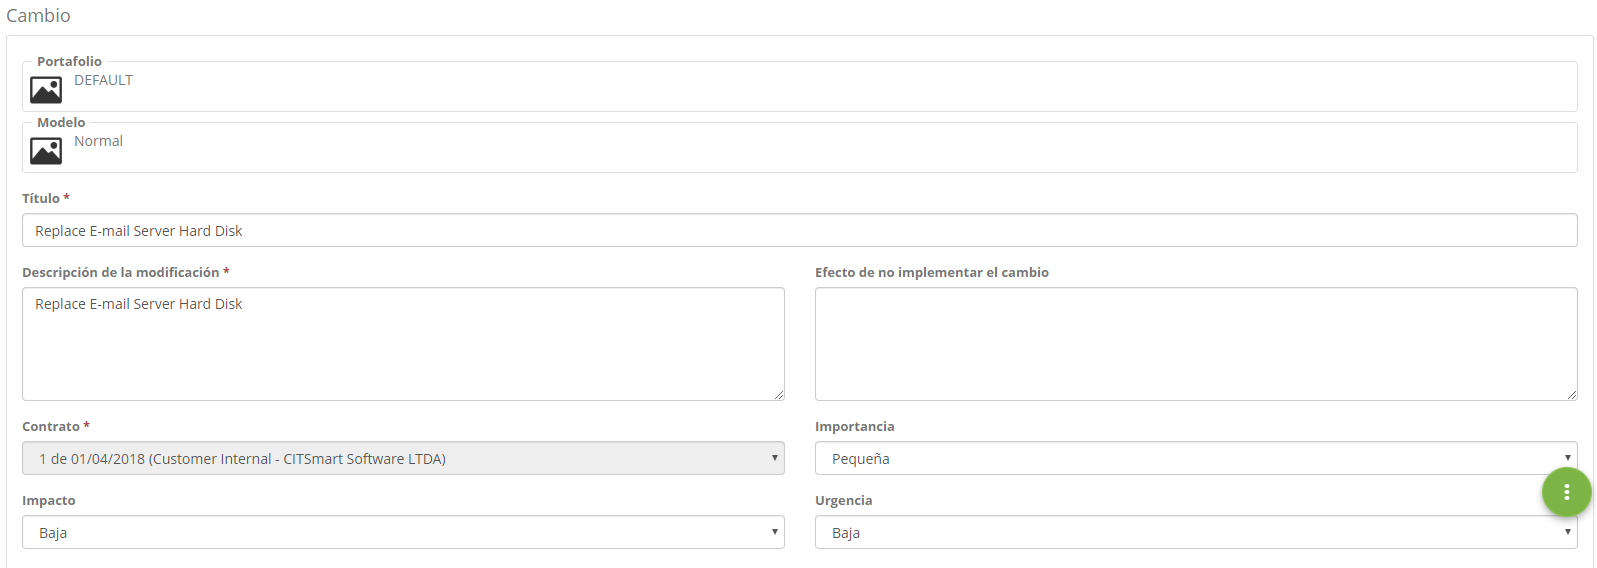 Cambio
Portafolio
DEFAULT
Modelo
Normal
Título *
Replace E-mail Server Hard Disk
Descripción de la modificación *
Efecto de no implementar el cambio
Replace E-mail Server Hard Disk
Contrato *
Importancia
1 de 01/04/2018 (Customer Internal - CITSmart Software LTDA)
Pequeña
Impacto
Urgencia
Baja
Baja